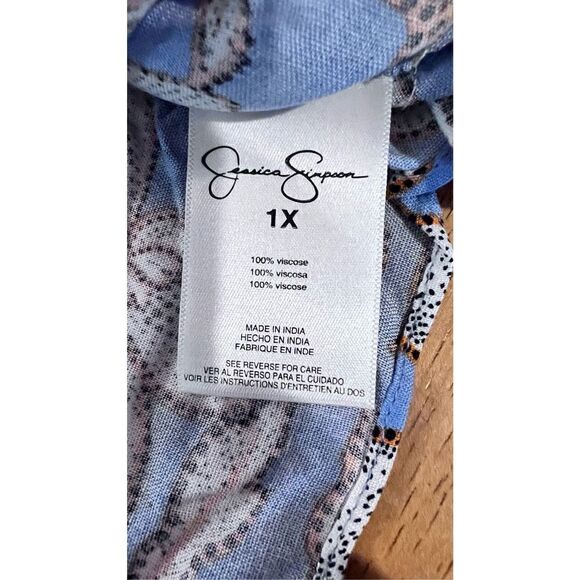 Jessica Simpson
1X
100% viscose
100% viscosa
100% viscose
MADE IN INDIA
HECHO EN INDIA
FABRIQUE EN INDE
SEE REVERSE FOR CARE
VER AL REVERSO PARA EL CUIDADO
VOIR LES INSTRUCTIONS D'ENTRETIEN AU DOS